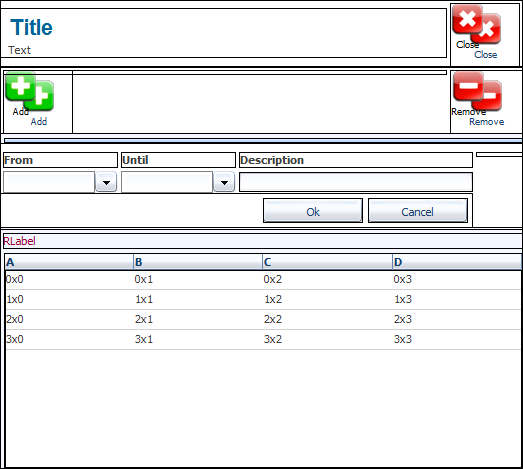 Title
Text
Close
Close
Add
Add
Remove
Remove
From Until Description
Ok Cancel
RLabel
A B C D
0x0 0x1 0x2 0x3
1x0 1x1 1x2 1x3
2x0 2x1 2x2 2x3
3x0 3x1 3x2 3x3